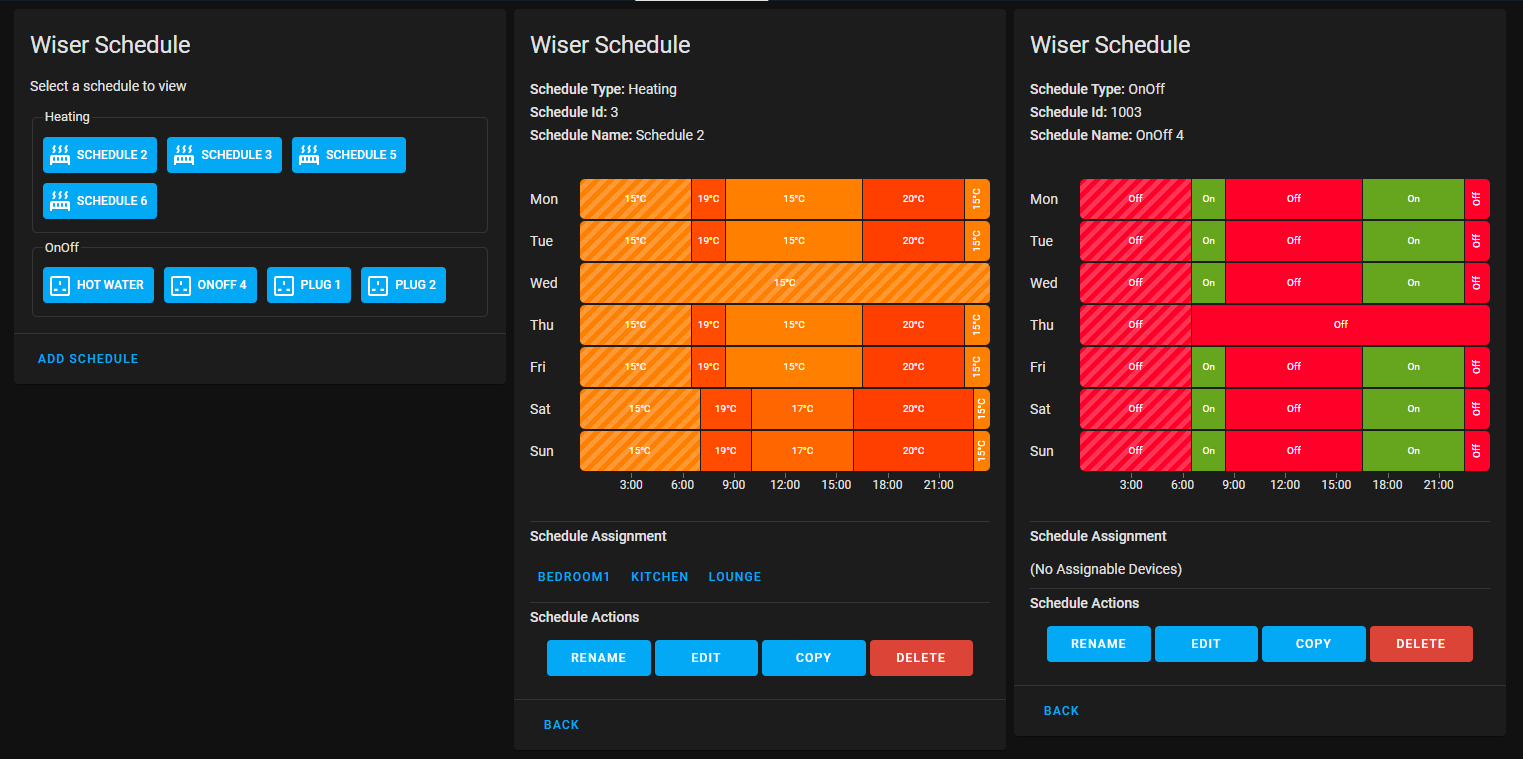 Wiser Schedule
Select a schedule to view
Heating
SCHEDULE 2 SCHEDULE 3 SCHEDULE 5
SCHEDULE 6
OnOff
HOT WATER ONOFF 4 PLUG 1 PLUG 2
ADD SCHEDULE
Wiser Schedule
Schedule Type: Heating
Schedule Id: 3
Schedule Name: Schedule 2
Mon 15°C 19°C 15°C 20°C 15°C
Tue 15°C 19°C 15°C 20°C 15°C
Wed 15°C
Thu 15°C 19°C 15°C 20°C 15°C
Fri 15°C 19°C 15°C 20°C 15°C
Sat 15°C 19°C 17°C 20°C 15°C
Sun 15°C 19°C 17°C 20°C 15°C
3:00 6:00 9:00 12:00 15:00 18:00 21:00
Schedule Assignment
BEDROOM1 KITCHEN LOUNGE
Schedule Actions
RENAME EDIT COPY DELETE
BACK
Wiser Schedule
Schedule Type: OnOff
Schedule Id: 1003
Schedule Name: OnOff 4
Mon Off On Off On Off
Tue Off On Off On Off
Wed Off On Off On Off
Thu Off Off
Fri Off On Off On Off
Sat Off On Off On Off
Sun Off On Off On Off
3:00 6:00 9:00 12:00 15:00 18:00 21:00
Schedule Assignment
(No Assignable Devices)
Schedule Actions
RENAME EDIT COPY DELETE
BACK